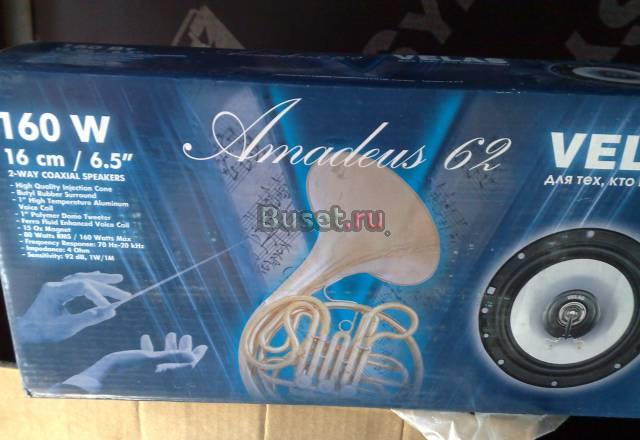 VELAS
160 W
16 cm / 6.5"
2-WAY COAXIAL SPEAKERS
- High Quality Injection Cone
- Butyl Rubber Surround
- 1" High Temperature Aluminum
Voice Coil
- 1" Polymer Dome Tweeter
- Ferro Fluid Enhanced Voice Coil
- 15 Oz Magnet
- 80 Watts RMS / 160 Watts Max
- Frequency Response: 70 Hz-20 kHz
- Impedance: 4 Ohm
- Sensitivity: 92 dB, 1W/1M
Amadeus 62
VELA
для тех, кто
Buset.ru
VELAS